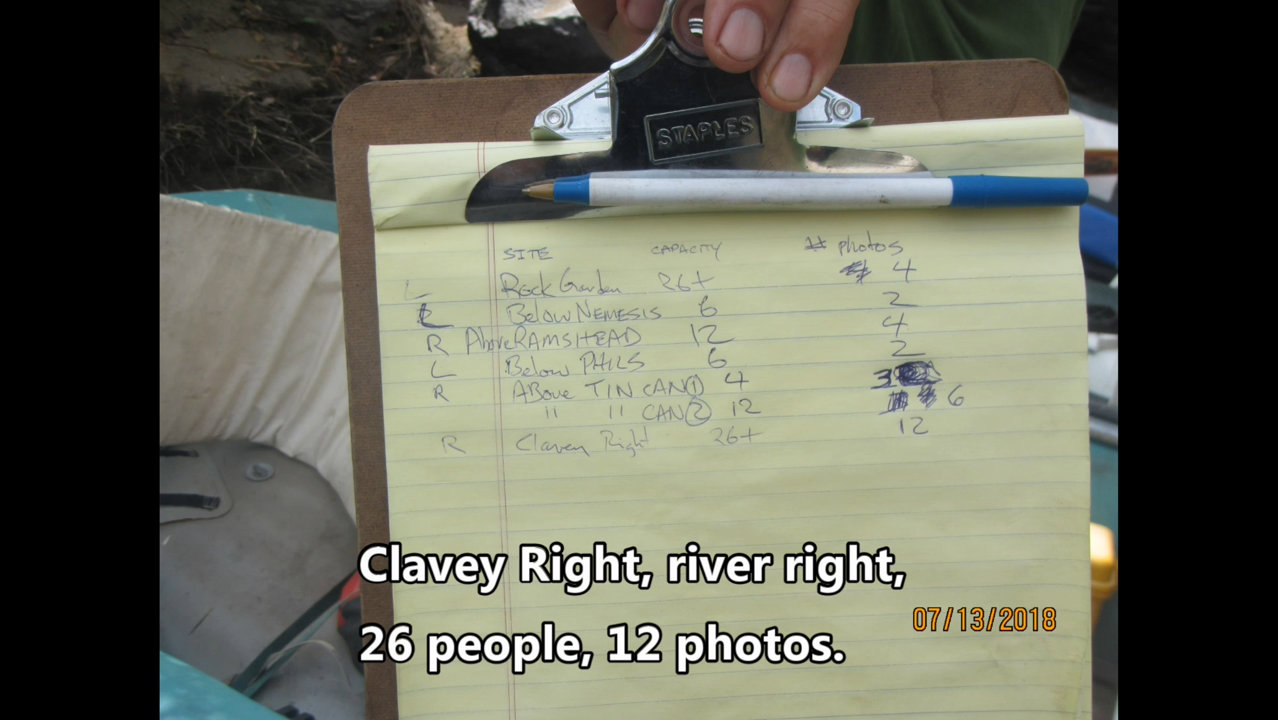 STAPLES
SITE CAPACITY # photos
L Rock Garden 26+ 4
L Below NEMESIS 6 2
R Above RAMSHEAD 12 4
L Below PHILS 6 2
R ABove TIN CAN 1 4 3
" " CAN 2 12 6
R Clavey Right 26+ 12
Clavey Right, river right,
26 people, 12 photos.
07/13/2018